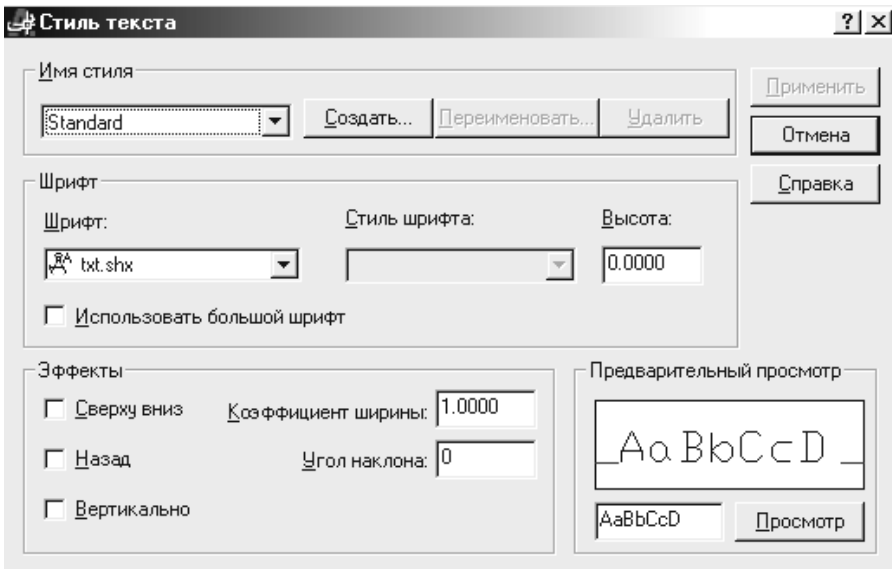 Стиль текста
Имя стиля
Standard
Создать...
Переименовать...
Удалить
Применить
Отмена
Справка
Шрифт
Шрифт:
Стиль шрифта:
Высота:
txt.shx
0.0000
Использовать большой шрифт
Эффекты
Сверху вниз
Коэффициент ширины: 1.0000
Назад
Угол наклона: 0
Вертикально
Предварительный просмотр
AaBbCcD
AaBbCcD
Просмотр